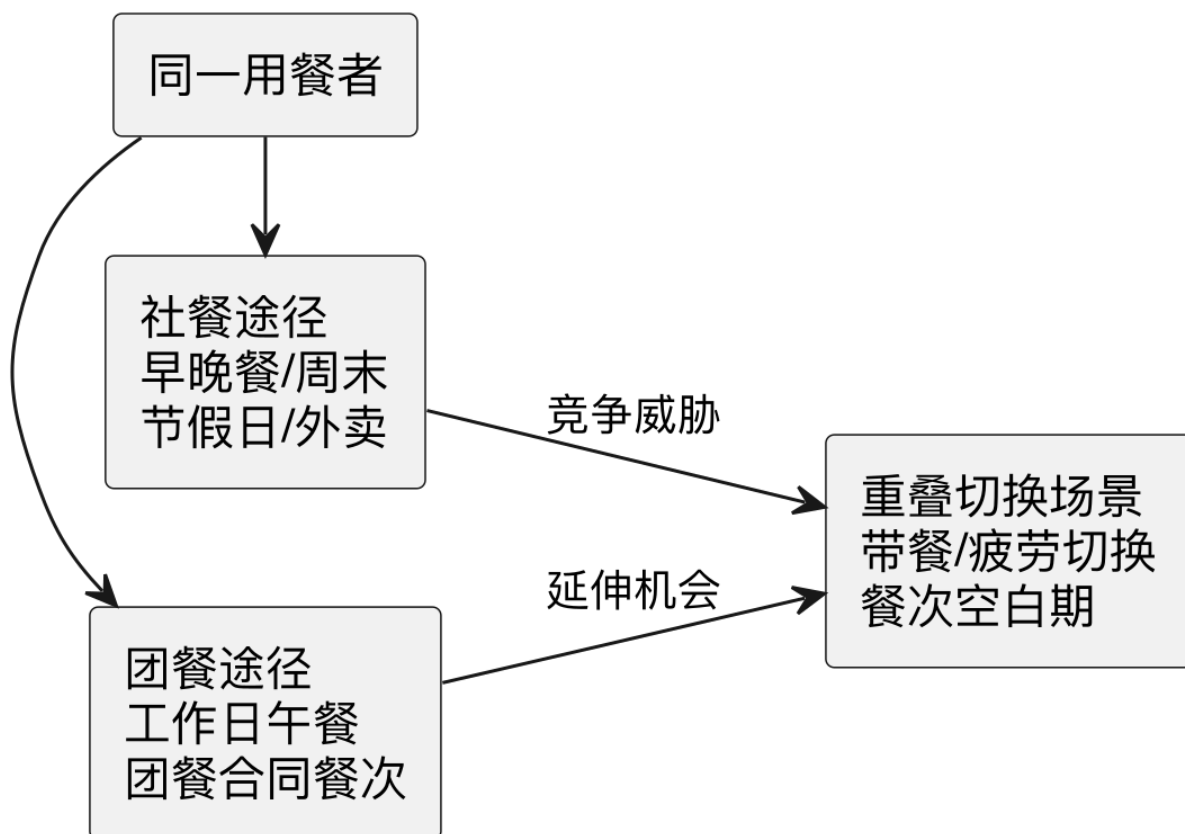 同一用餐者
社餐途径
早晚餐/周末
节假日/外卖
竞争威胁
重叠切换场景
带餐/疲劳切换
餐次空白期
延伸机会
团餐途径
工作日午餐
团餐合同餐次